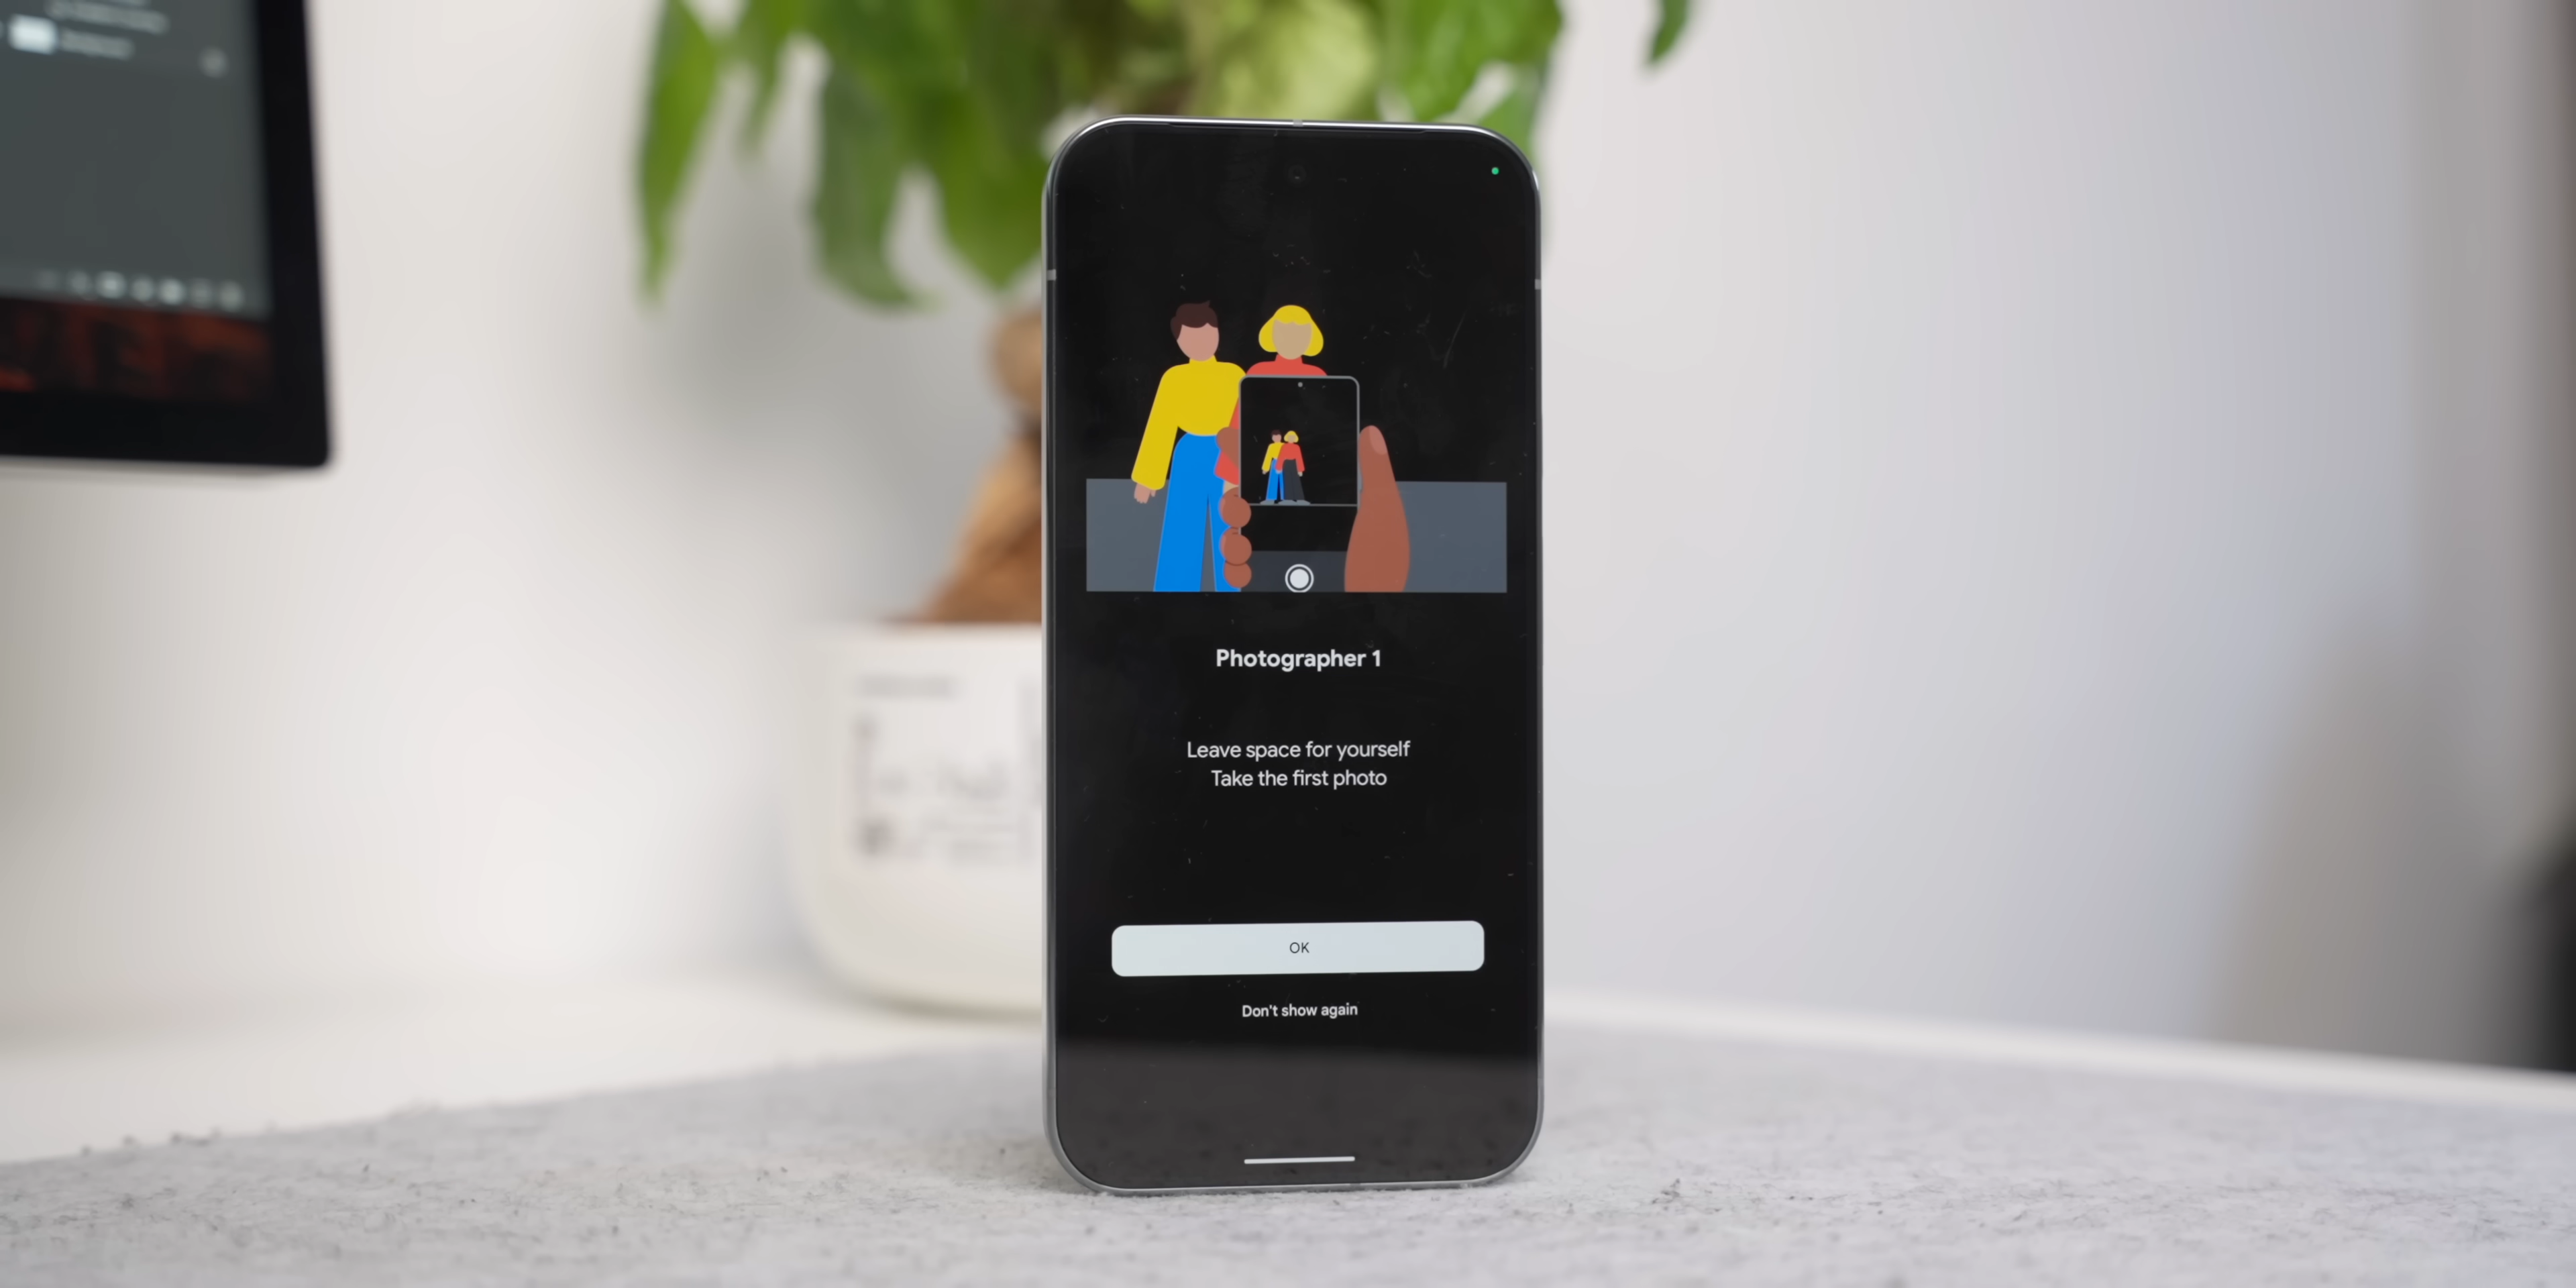 Photographer 1
Leave space for yourself
Take the first photo
OK
Don't show again